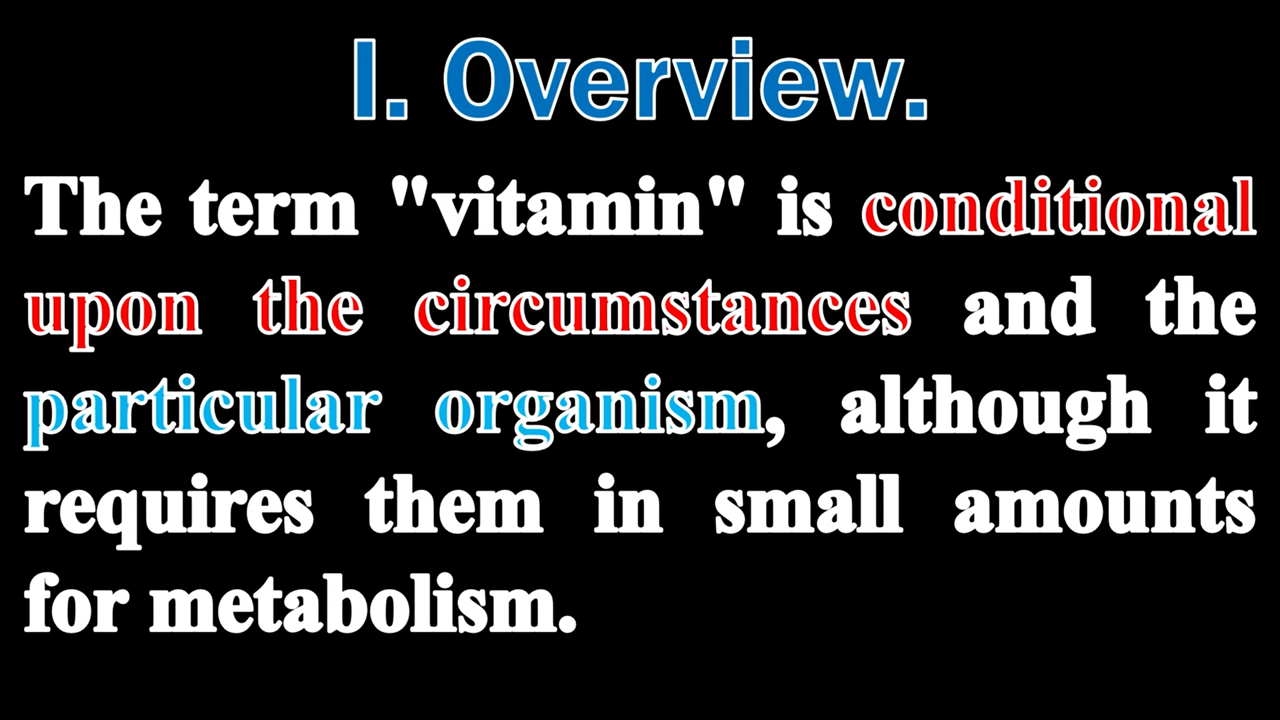 I. Overview.
The term "vitamin" is conditional
upon the circumstances and the
particular organism, although it
requires them in small amounts
for metabolism.